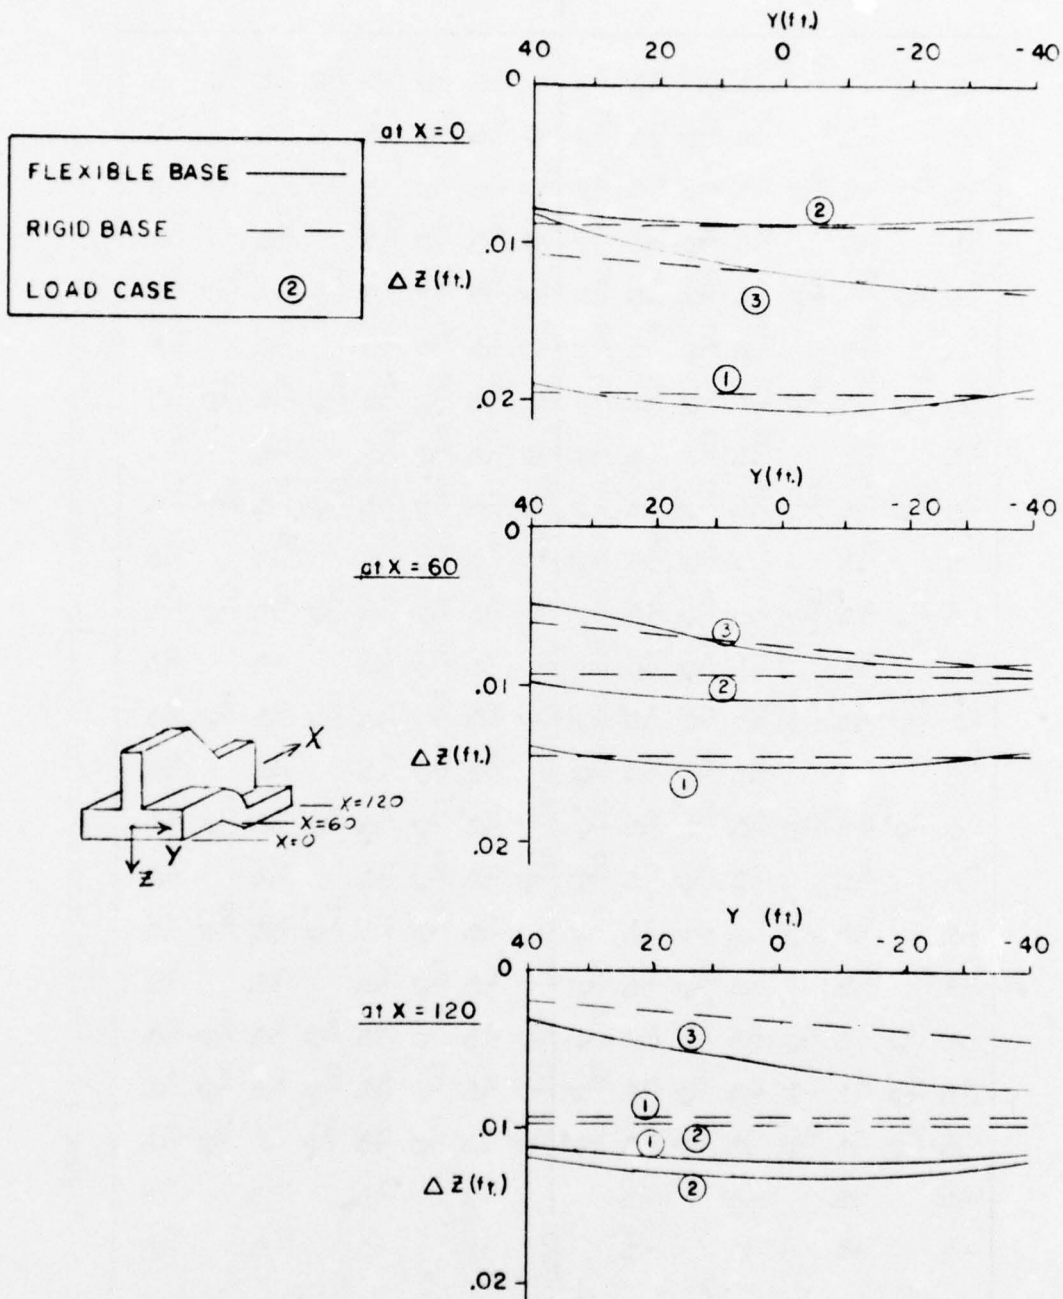 Y(ft.)
40 20 0 -20 -40
0
at X = 0
FLEXIBLE BASE
RIGID BASE
LOAD CASE ②
.01
Δ Z (ft.)
②
③
①
.02
Y(ft.)
40 20 0 -20 -40
0
at X = 60
③
.01
②
Δ Z (ft.)
①
.02
X
X=120
X=60
X=0
Y
Z
Y (ft.)
40 20 0 -20 -40
0
at X = 120
③
①
.01
① ②
Δ Z (ft.)
②
.02